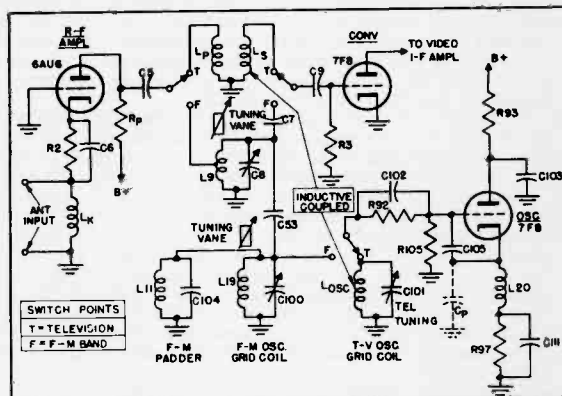 R-F
AMPL
6AU6
C5
T
LP
LS
T
C9
CONV
7F8
TO VIDEO
I-F AMPL
B+
R93
C103
F
TUNING
VANE
F
C7
R3
RP
B+
R2
C6
L9
C8
INDUCTIVE
COUPLED
C102
R92
OSC
7F8
ANT
INPUT
LK
TUNING
VANE
C53
F
T
R105
C105
L11
C104
L19
C100
LOSC
C101
TEL
TUNING
CP
L20
R97
C111
SWITCH POINTS
T=TELEVISION
F=F-M BAND
F-M
PADDER
F-M OSC.
GRID COIL
T-V OSC
GRID COIL